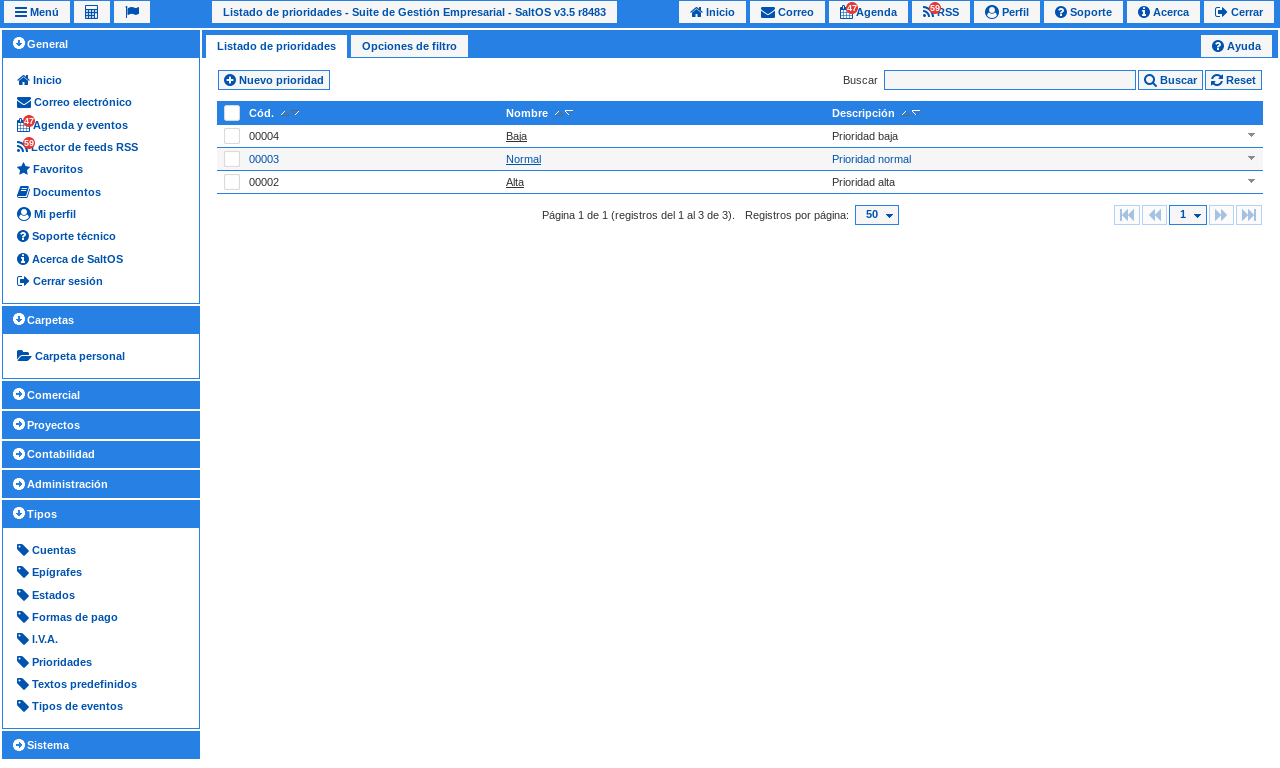 Menú
Listado de prioridades - Suite de Gestión Empresarial - SaltOS v3.5 r8483
Inicio
Correo
47
Agenda
59
RSS
Perfil
Soporte
Acerca
Cerrar
General
Inicio
Correo electrónico
47
Agenda y eventos
59
Lector de feeds RSS
Favoritos
Documentos
Mi perfil
Soporte técnico
Acerca de SaltOS
Cerrar sesión
Carpetas
Carpeta personal
Comercial
Proyectos
Contabilidad
Administración
Tipos
Cuentas
Epígrafes
Estados
Formas de pago
I.V.A.
Prioridades
Textos predefinidos
Tipos de eventos
Sistema
Listado de prioridades
Opciones de filtro
Ayuda
Nuevo prioridad
Buscar
Buscar
Reset
Cód. Nombre Descripción
00004 Baja Prioridad baja
00003 Normal Prioridad normal
00002 Alta Prioridad alta
Página 1 de 1 (registros del 1 al 3 de 3). Registros por página: 50
1